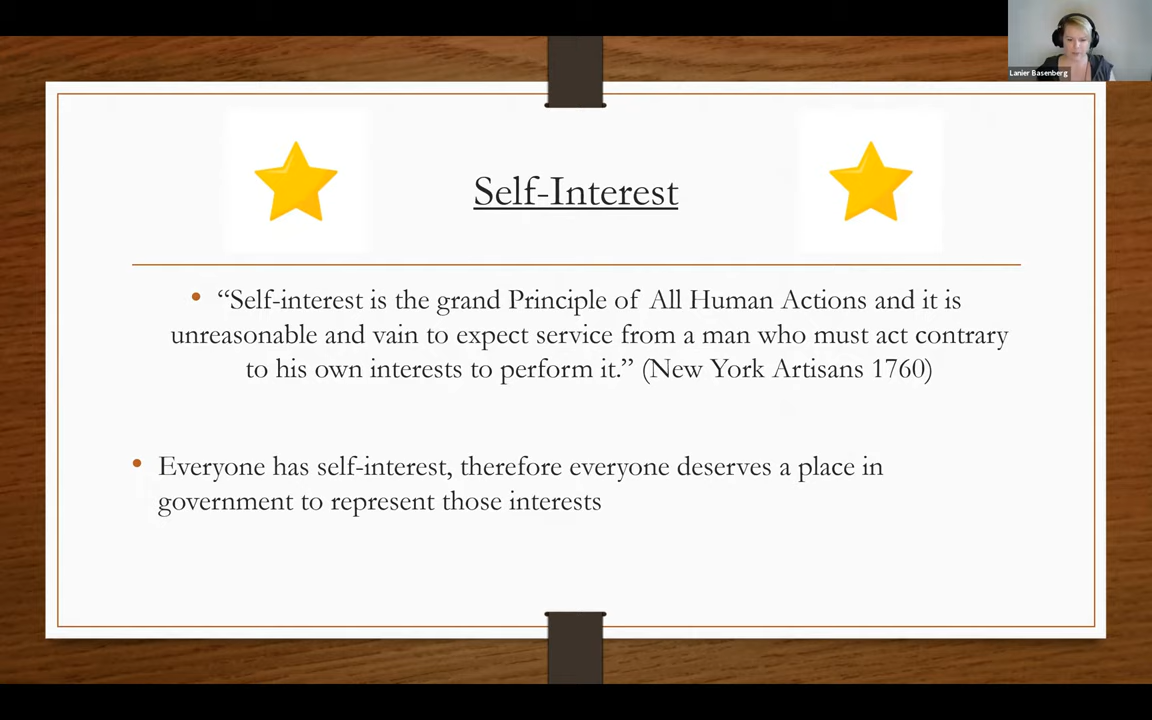 Lanier Basenberg
Self-Interest
• “Self-interest is the grand Principle of All Human Actions and it is
unreasonable and vain to expect service from a man who must act contrary
to his own interests to perform it.” (New York Artisans 1760)
• Everyone has self-interest, therefore everyone deserves a place in
government to represent those interests